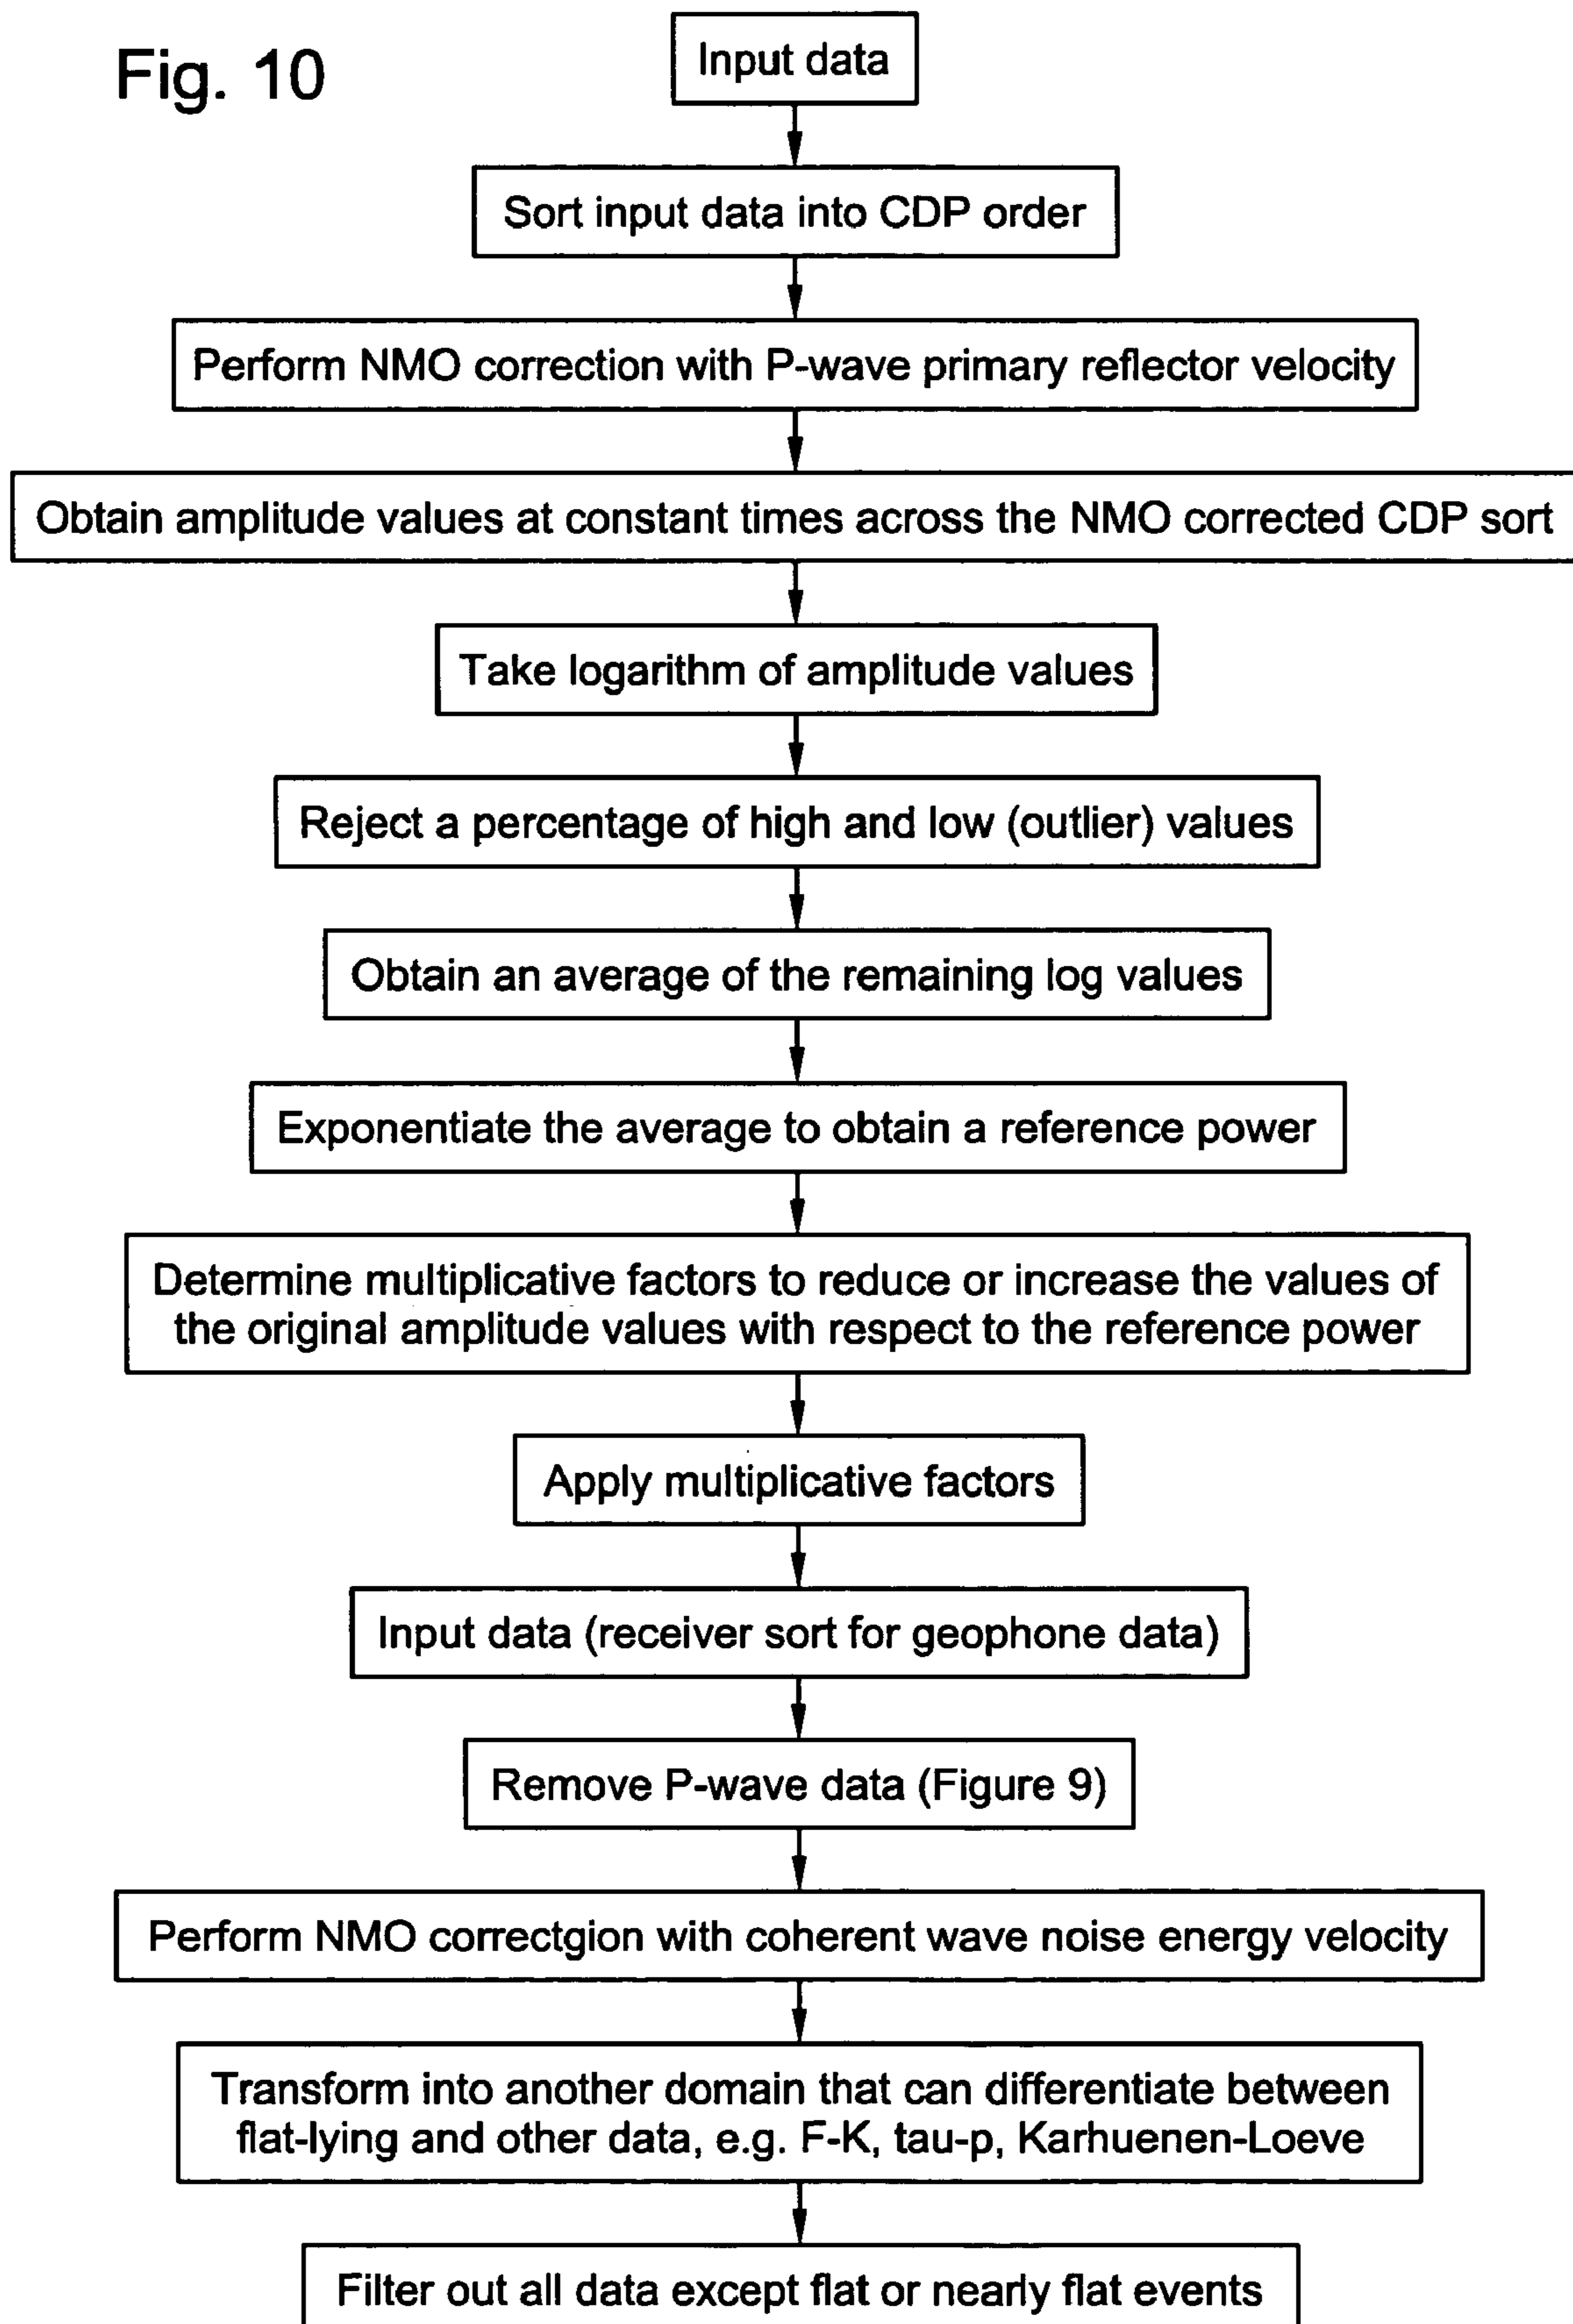 Fig. 10
Input data
Sort input data into CDP order
Perform NMO correction with P-wave primary reflector velocity
Obtain amplitude values at constant times across the NMO corrected CDP sort
Take logarithm of amplitude values
Reject a percentage of high and low (outlier) values
Obtain an average of the remaining log values
Exponentiate the average to obtain a reference power
Determine multiplicative factors to reduce or increase the values of
the original amplitude values with respect to the reference power
Apply multiplicative factors
Input data (receiver sort for geophone data)
Remove P-wave data (Figure 9)
Perform NMO correctgion with coherent wave noise energy velocity
Transform into another domain that can differentiate between
flat-lying and other data, e.g. F-K, tau-p, Karhuenen-Loeve
Filter out all data except flat or nearly flat events